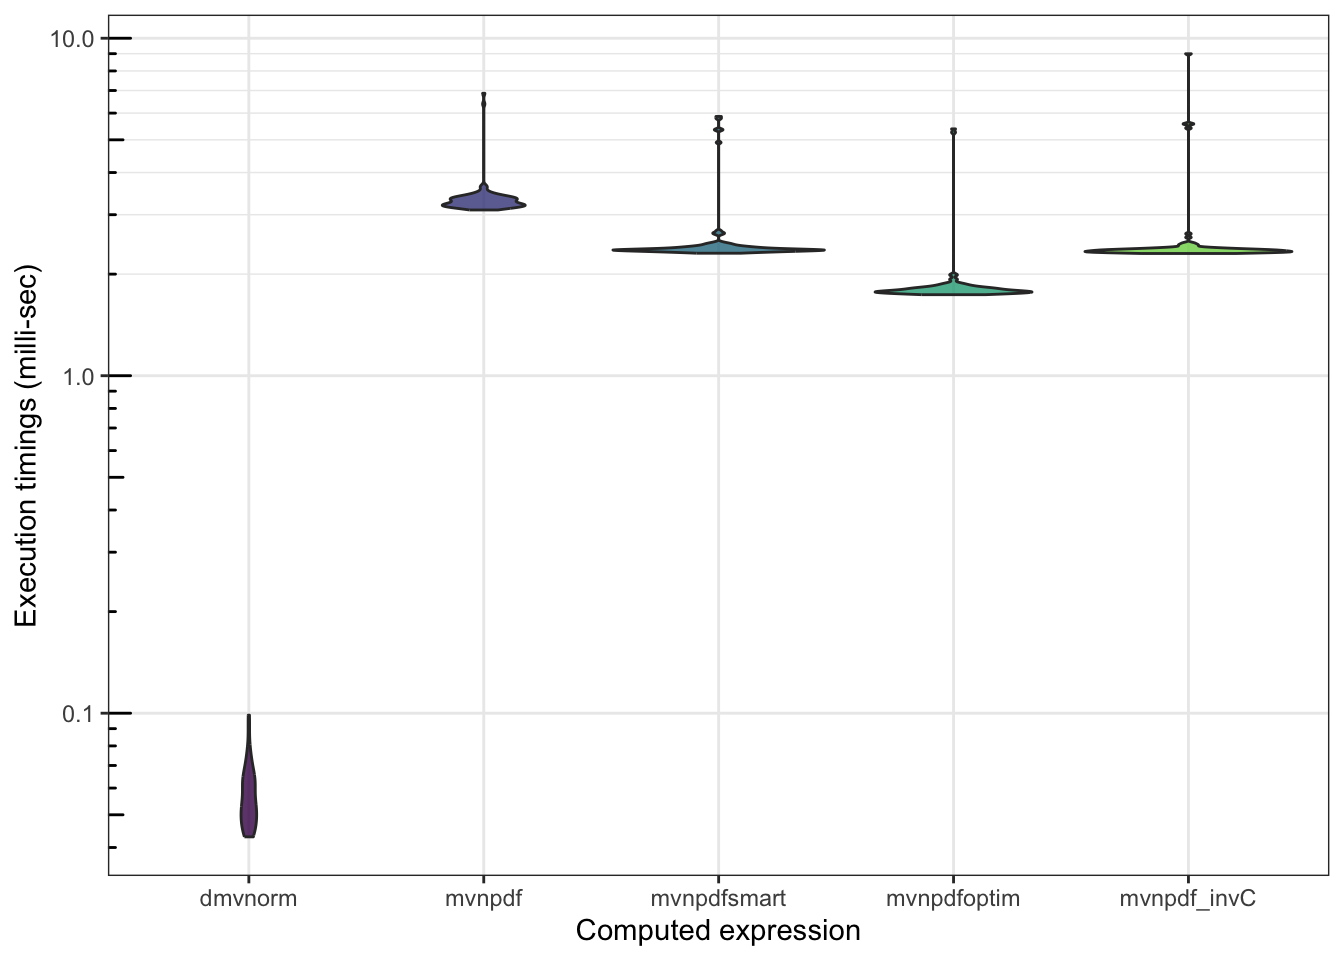 10.0
1.0
0.1
Execution timings (milli-sec)
dmvnorm mvnpdf mvnpdfsmart mvnpdfoptim mvnpdf_invC
Computed expression